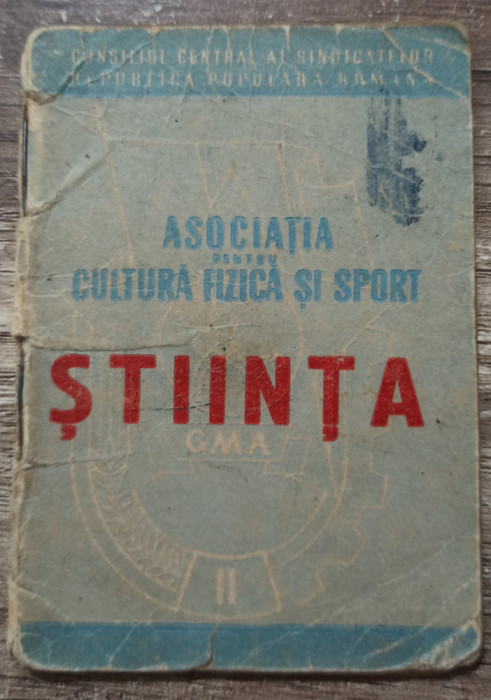 CONSILIUL CENTRAL AL SINDICATELOR
REPUBLICA POPULARĂ ROMÂNĂ
ASOCIAȚIA
PENTRU
CULTURĂ FIZICĂ ȘI SPORT
ȘTIINȚA
GMA
II